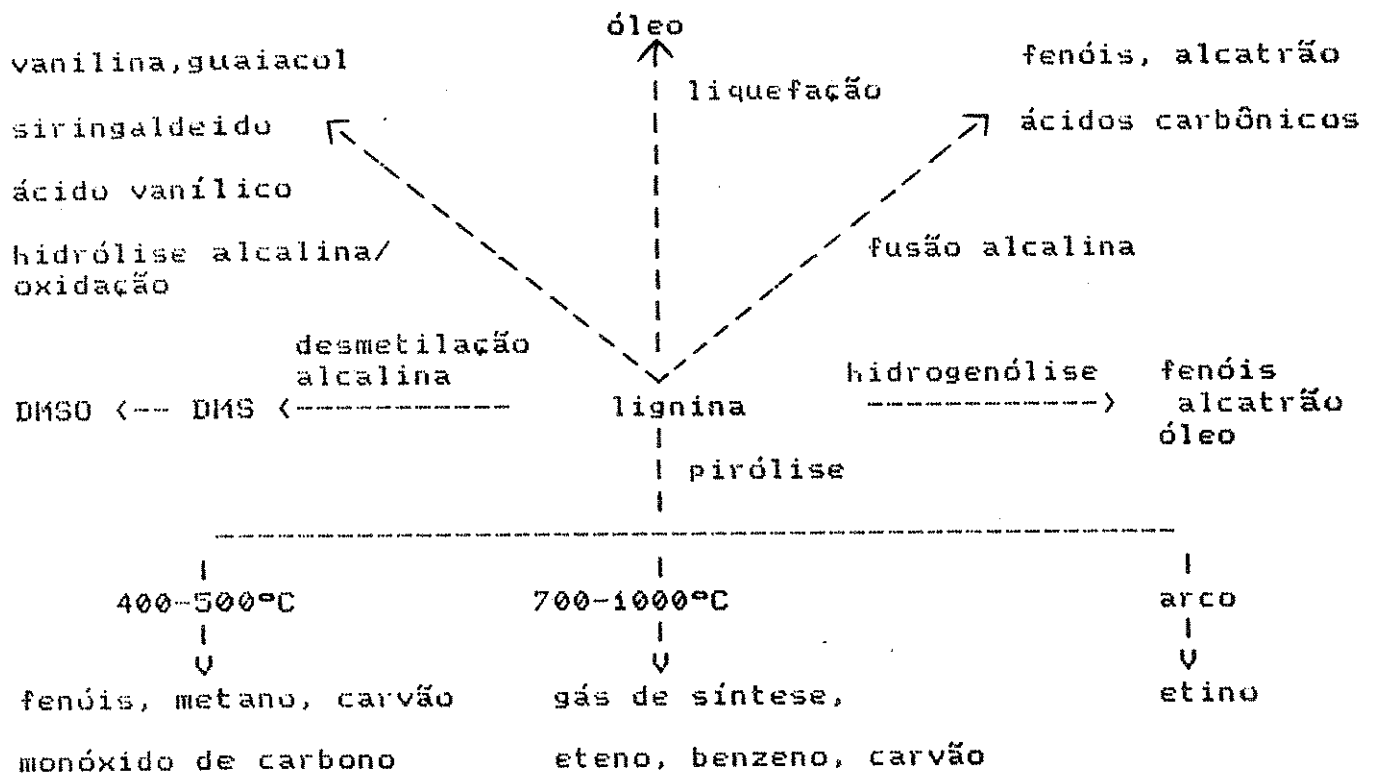 óleo
vanilina,guaiacol
fenóis, alcatrão
liquefação
siringaldeido
ácidos carbônicos
ácido vanílico
hidrólise alcalina/
fusão alcalina
oxidação
desmetilação
alcalina
hidrogenólise
fenóis
DMSO <-- DMS <-----------
lignina
------------>
alcatrão
óleo
pirólise
400-500°C
700-1000°C
arco
V
V
V
fenóis, metano, carvão
gás de síntese,
etino
monóxido de carbono
eteno, benzeno, carvão